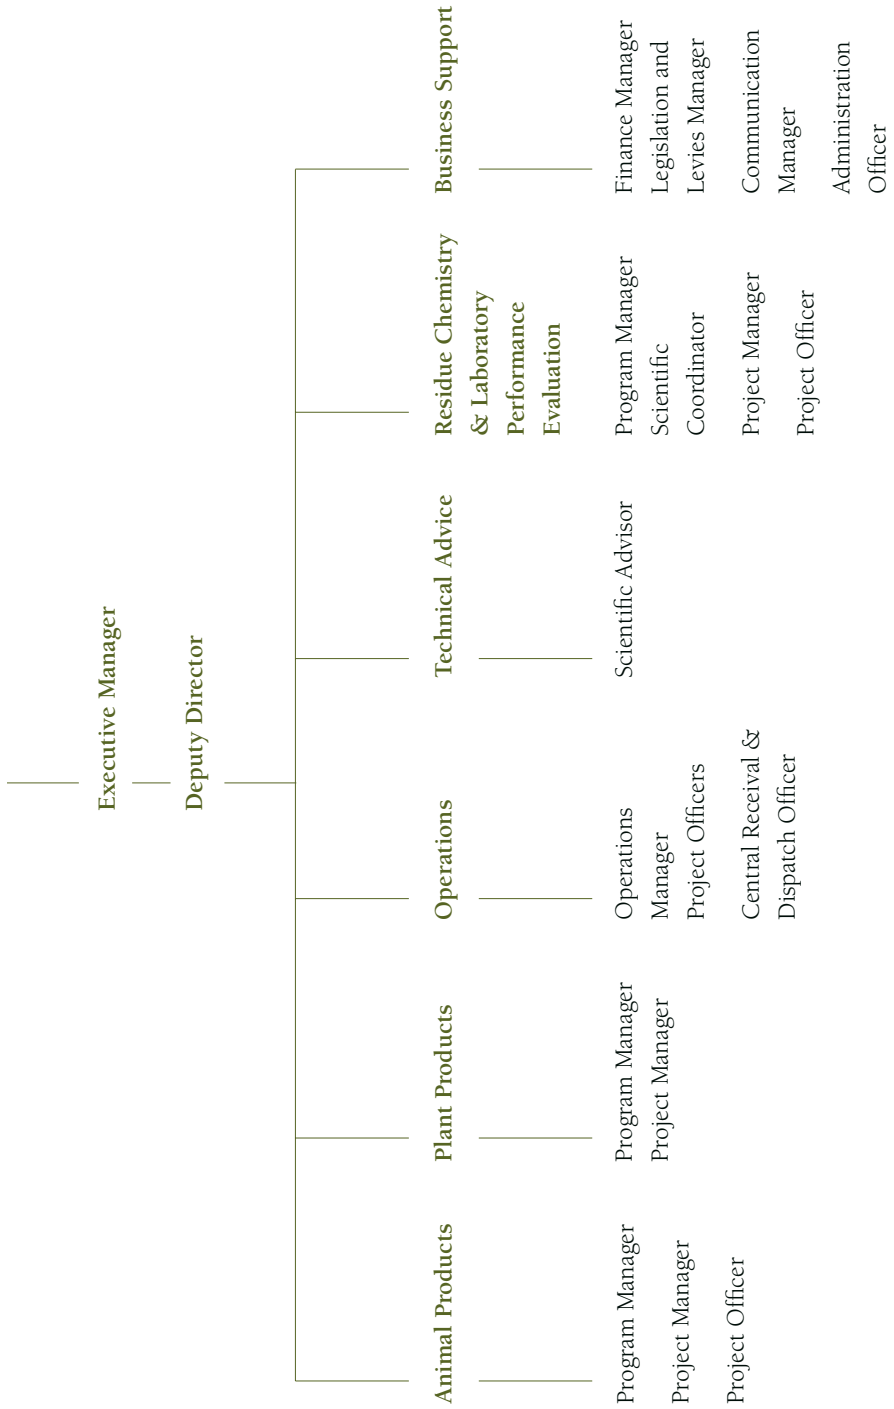 Executive Manager
Deputy Director
Animal Products
Program Manager
Project Manager
Project Officer
Plant Products
Program Manager
Project Manager
Operations
Operations
Manager
Project Officers
Central Receival &
Dispatch Officer
Technical Advice
Scientific Advisor
Residue Chemistry
& Laboratory
Performance
Evaluation
Program Manager
Scientific
Coordinator
Project Manager
Project Officer
Business Support
Finance Manager
Legislation and
Levies Manager
Communication
Manager
Administration
Officer